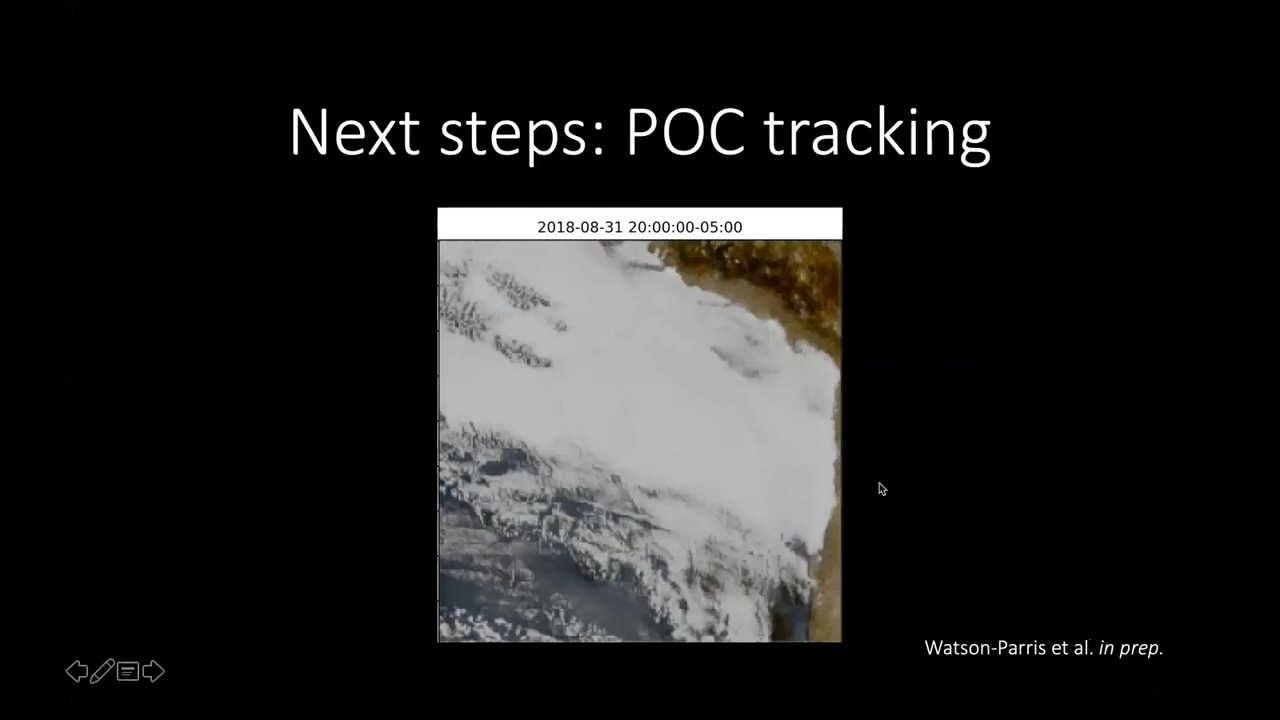 Next steps: POC tracking
2018-08-31 20:00:00-05:00
Watson-Parris et al. in prep.